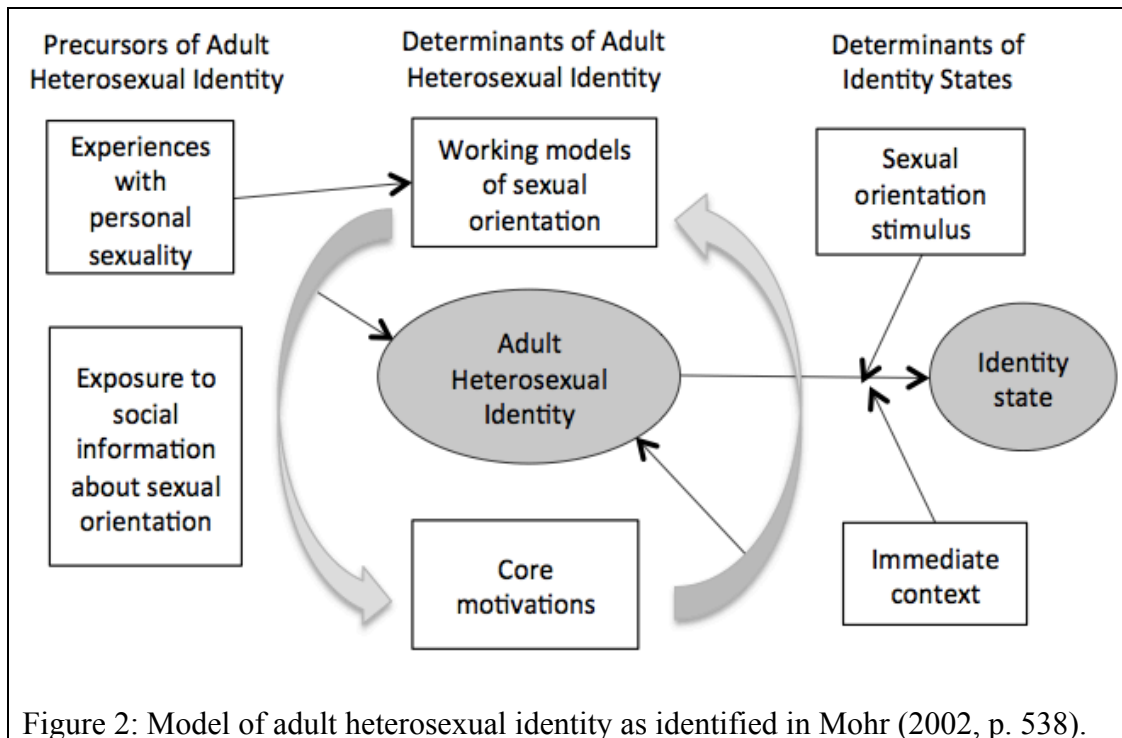 Precursors of Adult
Heterosexual Identity
Determinants of Adult
Heterosexual Identity
Determinants of
Identity States
Experiences
with
personal
sexuality
Working models
of sexual
orientation
Sexual
orientation
stimulus
Exposure to
social
information
about sexual
orientation
Adult
Heterosexual
Identity
Identity
state
Core
motivations
Immediate
context
Figure 2: Model of adult heterosexual identity as identified in Mohr (2002, p. 538).